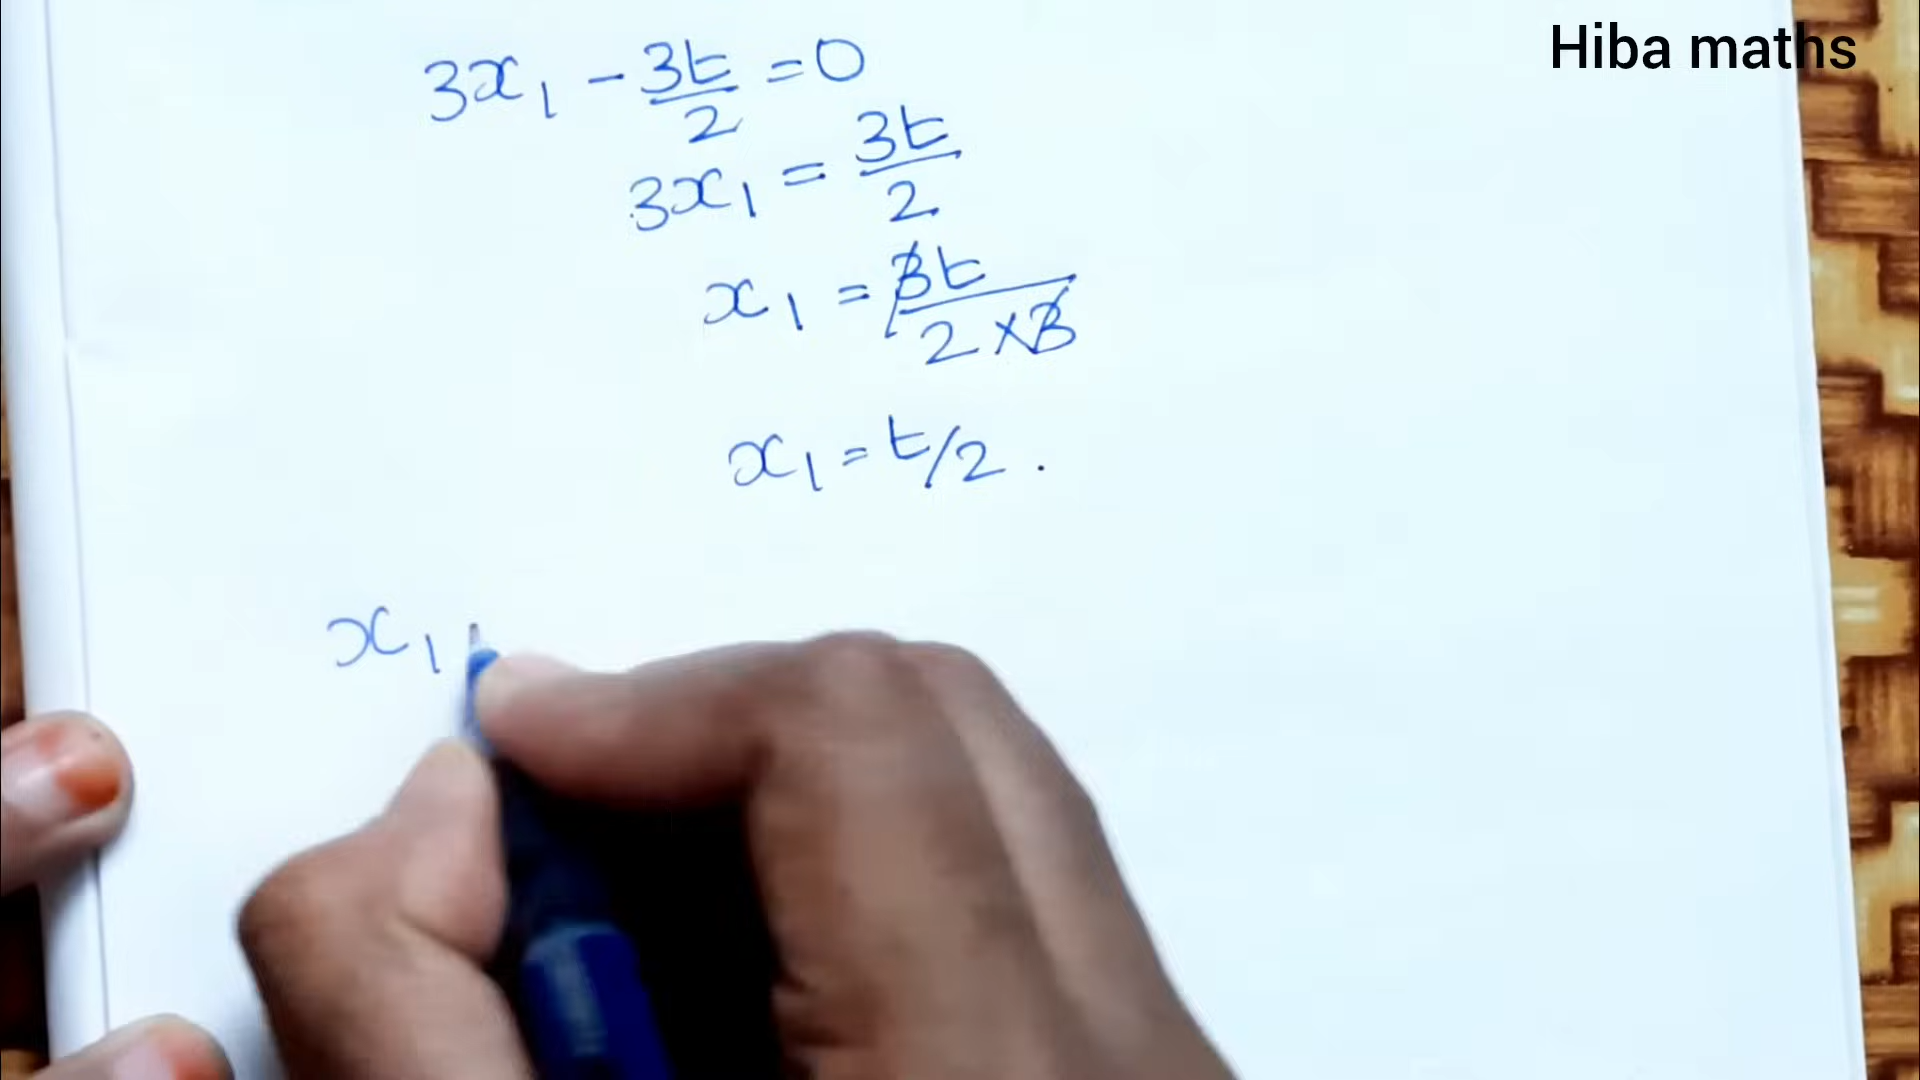 Hiba maths
3x₁ - 3t/2 = 0
3x₁ = 3t/2
x₁ = 3t/2×3
x₁ = t/2.
x₁